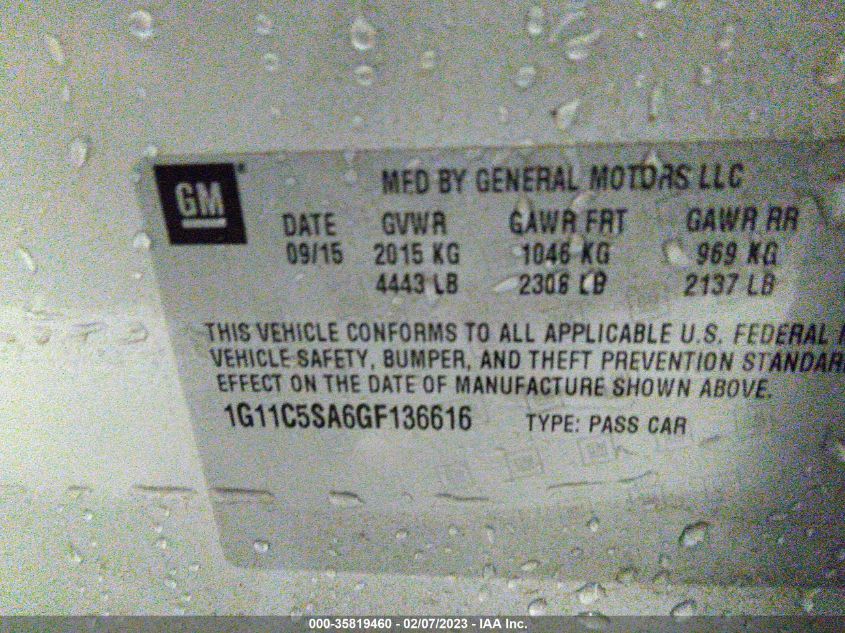 GM
MFD BY GENERAL MOTORS LLC
DATE GVWR GAWR FRT GAWR RR
09/15 2015 KG 1046 KG 969 KG
4443 LB 2306 LB 2137 LB
THIS VEHICLE CONFORMS TO ALL APPLICABLE U.S. FEDERAL
VEHICLE SAFETY, BUMPER, AND THEFT PREVENTION STANDAR
EFFECT ON THE DATE OF MANUFACTURE SHOWN ABOVE.
1G11C5SA6GF136616 TYPE: PASS CAR
000-35819460 - 02/07/2023 - IAA Inc.